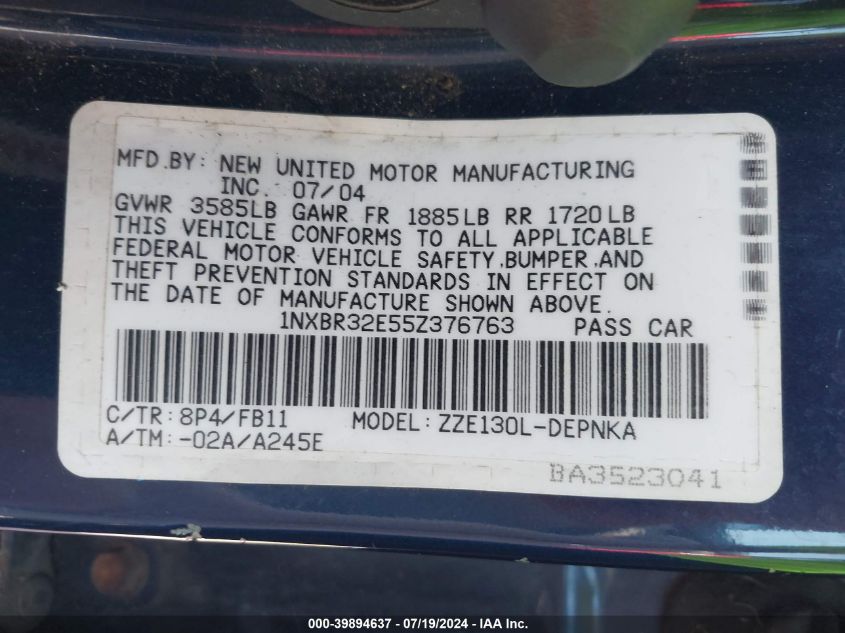 MFD.BY: NEW UNITED MOTOR MANUFACTURING
INC. 07/04
GVWR 3585LB GAWR FR 1885LB RR 1720LB
THIS VEHICLE CONFORMS TO ALL APPLICABLE
FEDERAL MOTOR VEHICLE SAFETY,BUMPER,AND
THEFT PREVENTION STANDARDS IN EFFECT ON
THE DATE OF MANUFACTURE SHOWN ABOVE.
1NXBR32E55Z376763 PASS CAR
C/TR: 8P4/FB11 MODEL: ZZE130L-DEPNKA
A/TM: -02A/A245E
BA3523041
000-39894637 - 07/19/2024 - IAA Inc.